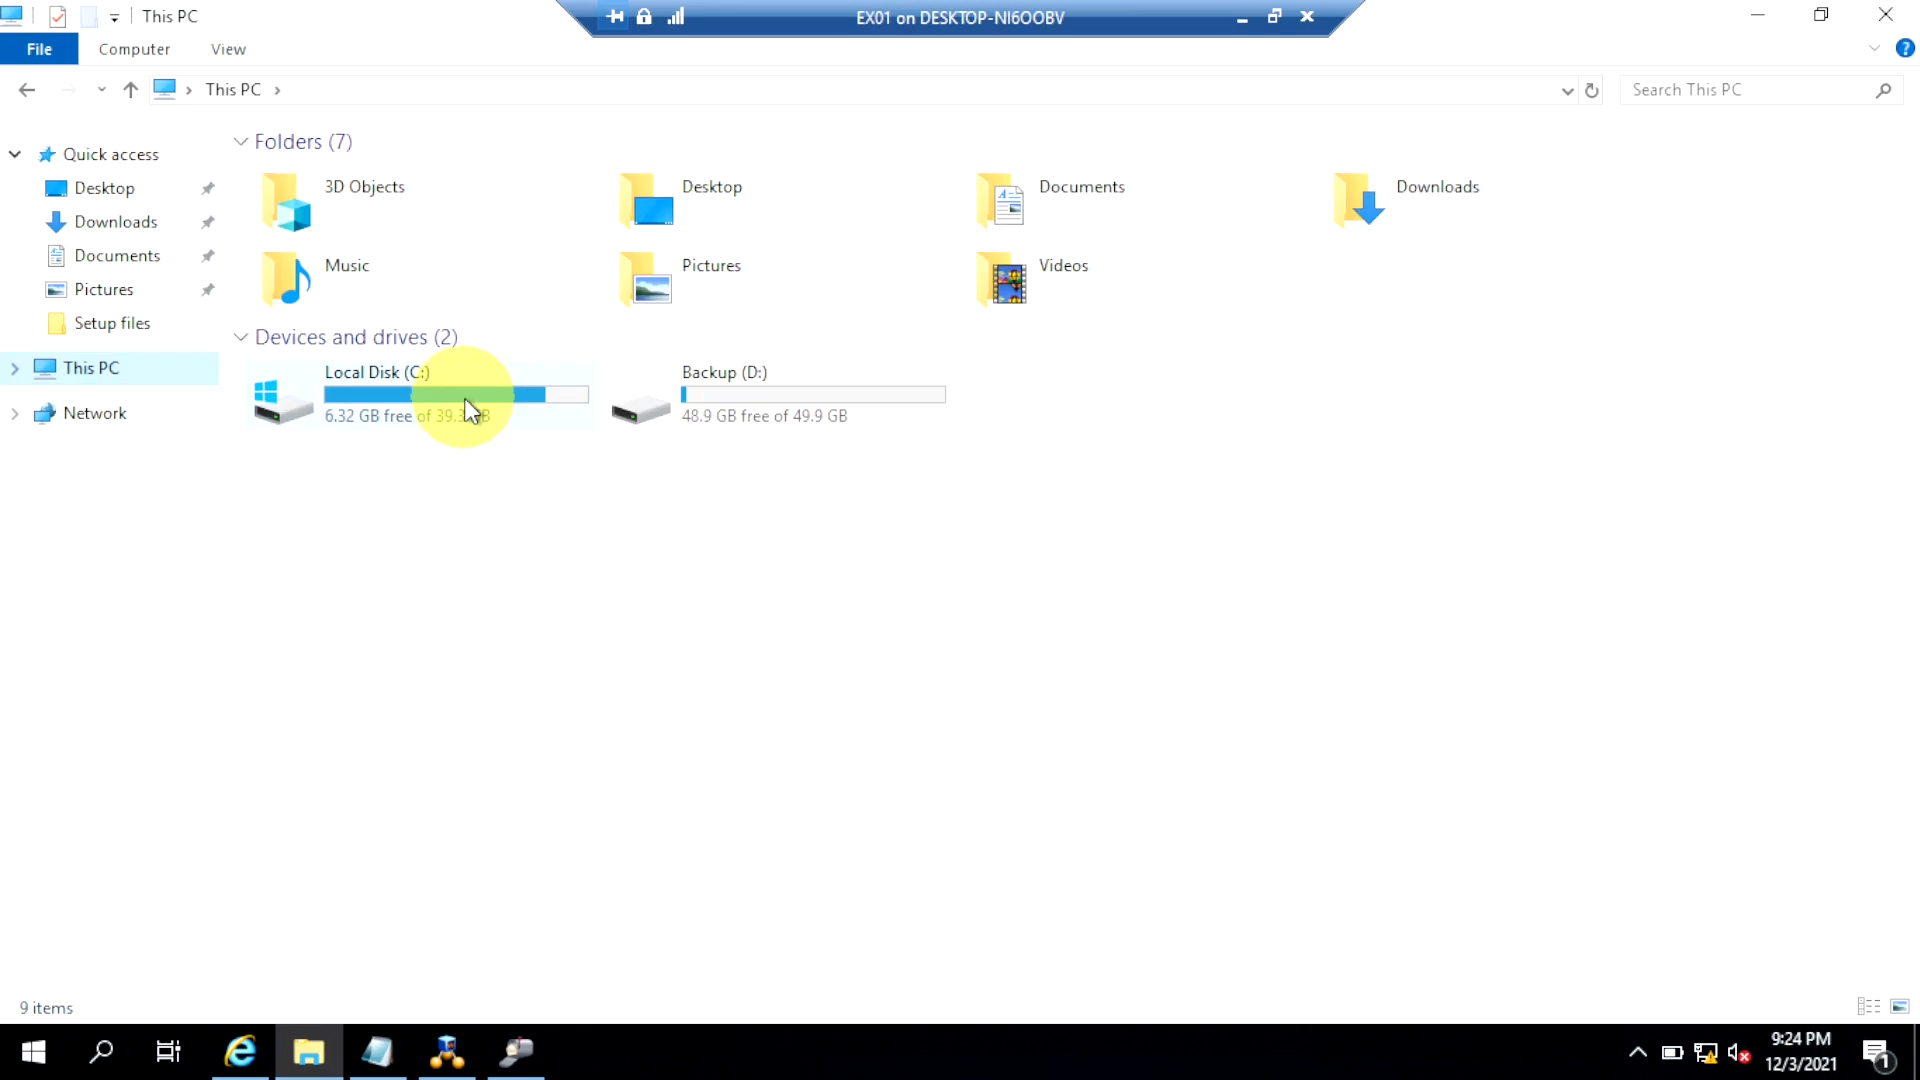 This PC
EX01 on DESKTOP-NI6OOBV
File
Computer
View
This PC
Search This PC
Quick access
Desktop
Downloads
Documents
Pictures
Setup files
This PC
Network
Folders (7)
3D Objects
Desktop
Documents
Downloads
Music
Pictures
Videos
Devices and drives (2)
Local Disk (C:)
6.32 GB free of 39.3 GB
Backup (D:)
48.9 GB free of 49.9 GB
9 items
9:24 PM
12/3/2021
1